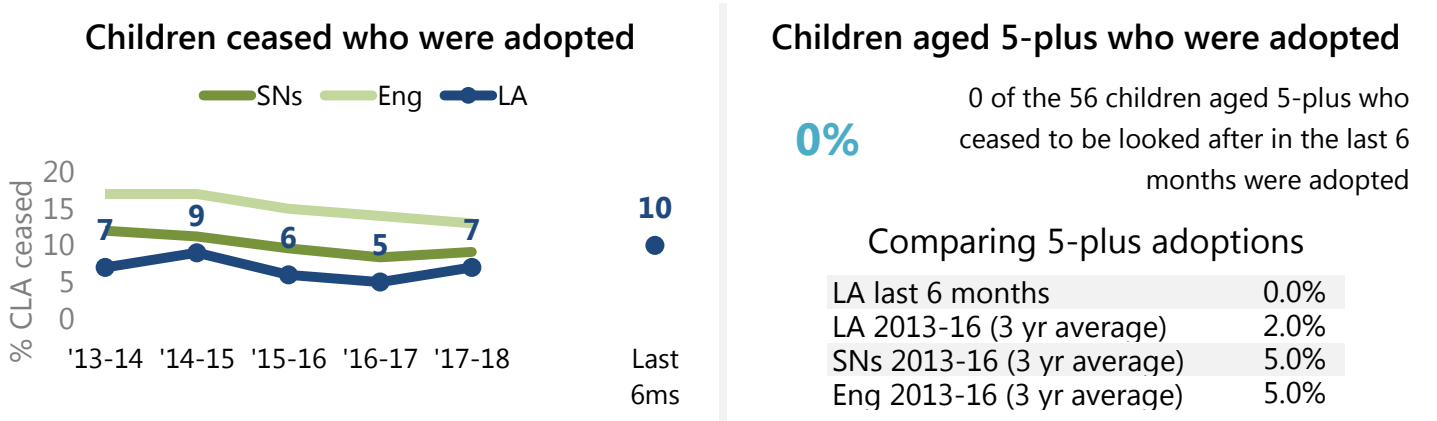 Children ceased who were adopted
SNs Eng LA
% CLA ceased
20
15
10
5
0
7 9 6 5 7 10
'13-14 '14-15 '15-16 '16-17 '17-18 Last
6ms
Children aged 5-plus who were adopted
0%
0 of the 56 children aged 5-plus who
ceased to be looked after in the last 6
months were adopted
Comparing 5-plus adoptions
LA last 6 months 0.0%
LA 2013-16 (3 yr average) 2.0%
SNs 2013-16 (3 yr average) 5.0%
Eng 2013-16 (3 yr average) 5.0%